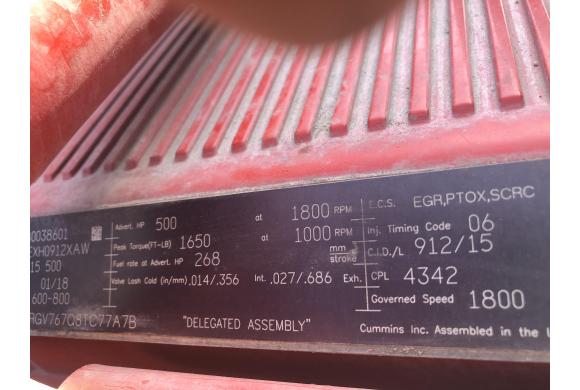 Advert. HP 500 at 1800 RPM E.C.S. EGR,PTOX,SCRC
0038601
Peak Torque(FT-LB) 1650 at 1000 RPM Inj. Timing Code 06
EXH0912XAW
Fuel rate at Advert. HP 268 mm stroke C.I.D./L 912/15
15 500
Valve Lash Cold (in/mm) .014/.356 Int. .027/.686 Exh. CPL 4342
01/18
600-800
Governed Speed 1800
RGV767Q8TC77A7B "DELEGATED ASSEMBLY" Cummins Inc. Assembled in the